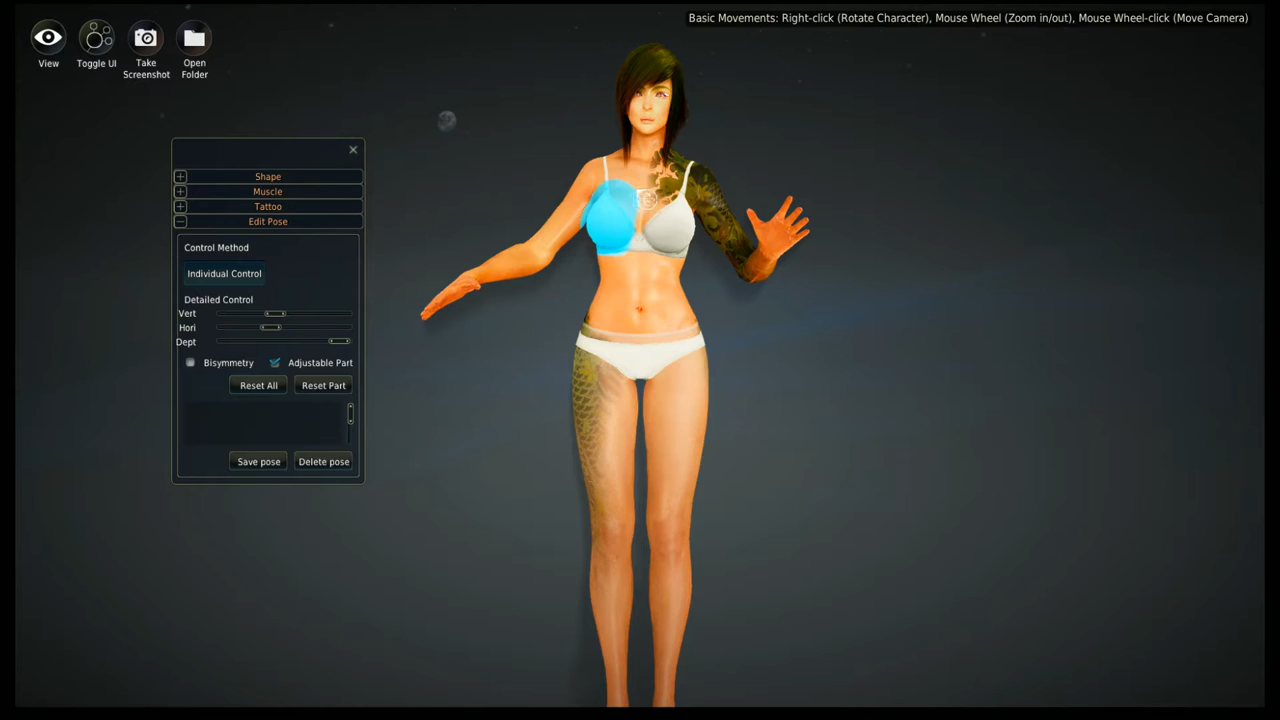 Basic Movements: Right-click (Rotate Character), Mouse Wheel (Zoom in/out), Mouse Wheel-click (Move Camera)
View
Toggle UI
Take Screenshot
Open Folder
Shape
Muscle
Tattoo
Edit Pose
Control Method
Individual Control
Detailed Control
Vert
Hori
Dept
Bisymmetry
Adjustable Part
Reset All
Reset Part
Save pose
Delete pose